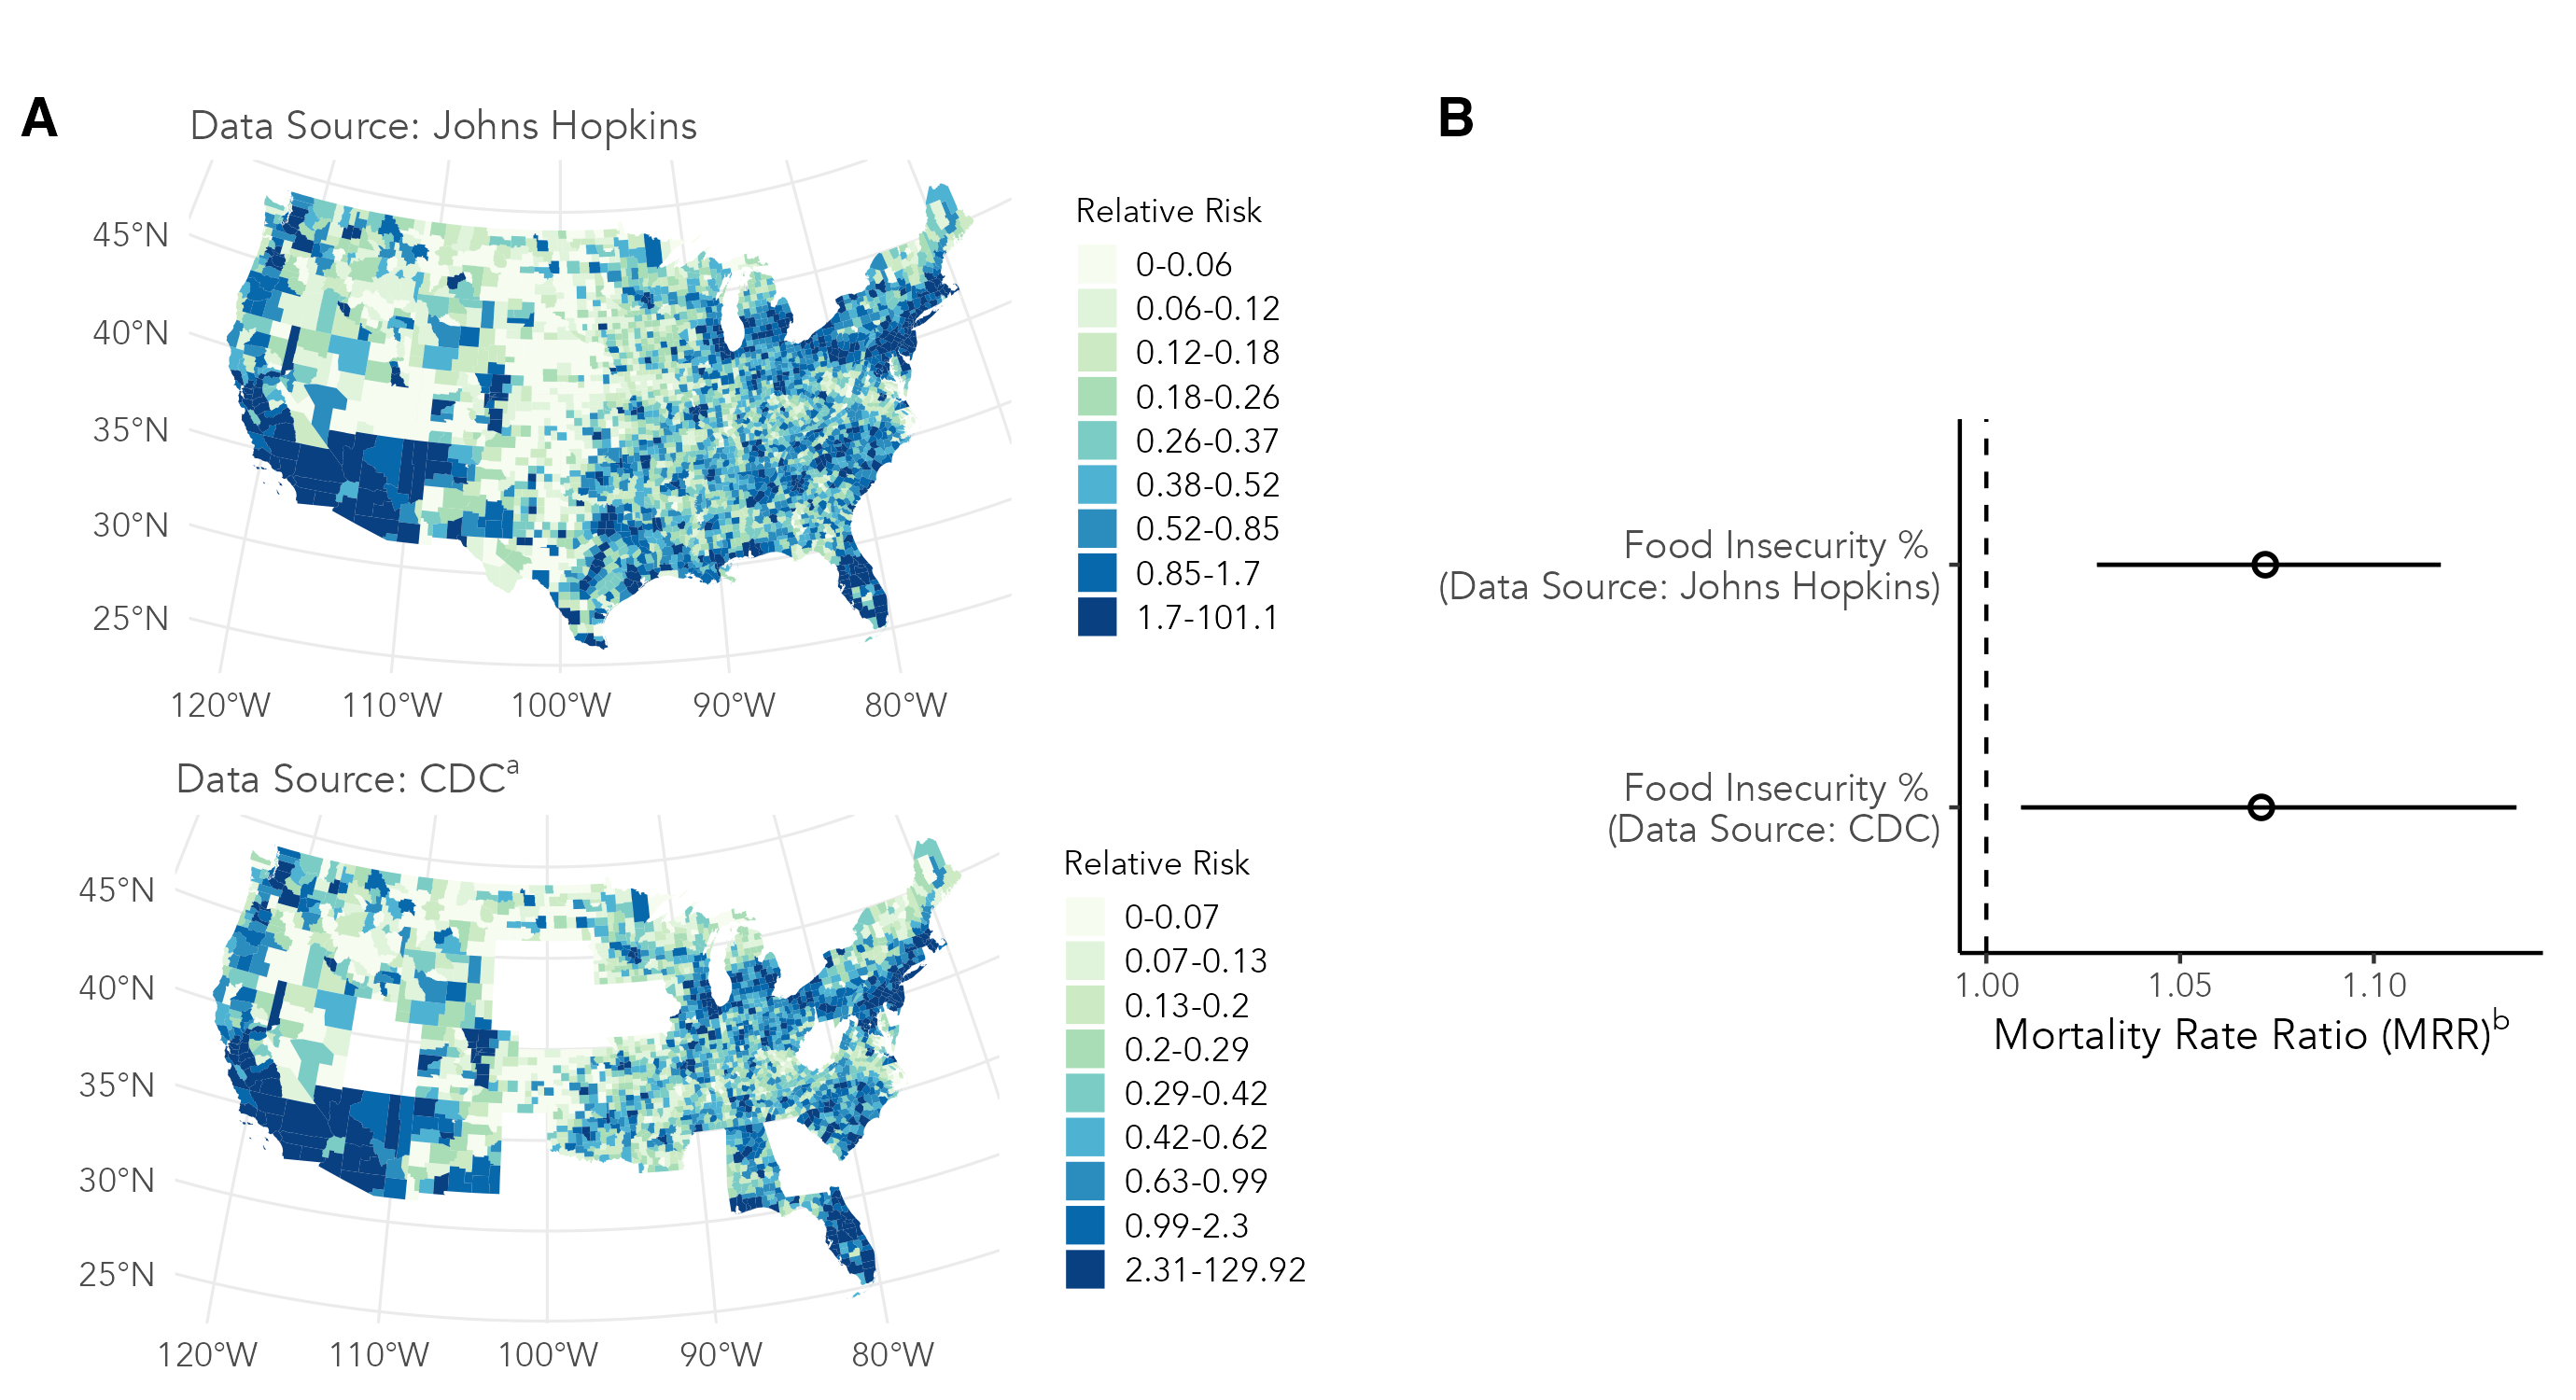 A
Data Source: Johns Hopkins
45°N
40°N
35°N
30°N
25°N
120°W 110°W 100°W 90°W 80°W
Relative Risk
0-0.06
0.06-0.12
0.12-0.18
0.18-0.26
0.26-0.37
0.38-0.52
0.52-0.85
0.85-1.7
1.7-101.1
Data Source: CDCᵃ
45°N
40°N
35°N
30°N
25°N
120°W 110°W 100°W 90°W 80°W
Relative Risk
0-0.07
0.07-0.13
0.13-0.2
0.2-0.29
0.29-0.42
0.42-0.62
0.63-0.99
0.99-2.3
2.31-129.92
B
Food Insecurity %
(Data Source: Johns Hopkins)
Food Insecurity %
(Data Source: CDC)
1.00 1.05 1.10
Mortality Rate Ratio (MRR)ᵇ